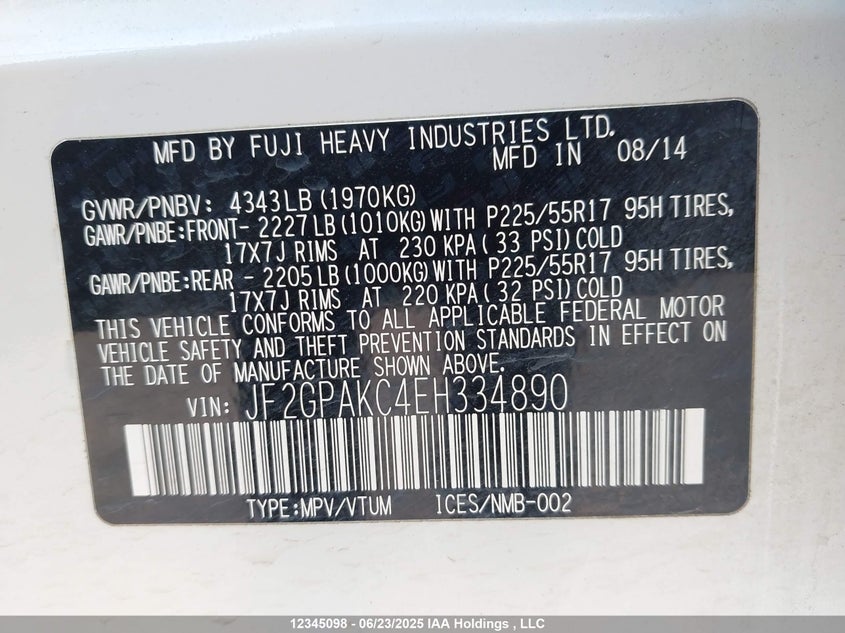 MFD BY FUJI HEAVY INDUSTRIES LTD.
MFD IN 08/14
GVWR/PNBV: 4343LB (1970KG)
GAWR/PNBE:FRONT- 2227LB (1010KG) WITH P225/55R17 95H TIRES,
17X7J RIMS AT 230 KPA( 33 PSI) COLD
GAWR/PNBE:REAR - 2205LB (1000KG) WITH P225/55R17 95H TIRES,
17X7J RIMS AT 220 KPA( 32 PSI) COLD
THIS VEHICLE CONFORMS TO ALL APPLICABLE FEDERAL MOTOR
VEHICLE SAFETY AND THEFT PREVENTION STANDARDS IN EFFECT ON
THE DATE OF MANUFACTURE SHOWN ABOVE.
VIN: JF2GPAKC4EH334890
TYPE:MPV/VTUM ICES/NMB-002
12345098 - 06/23/2025 IAA Holdings , LLC